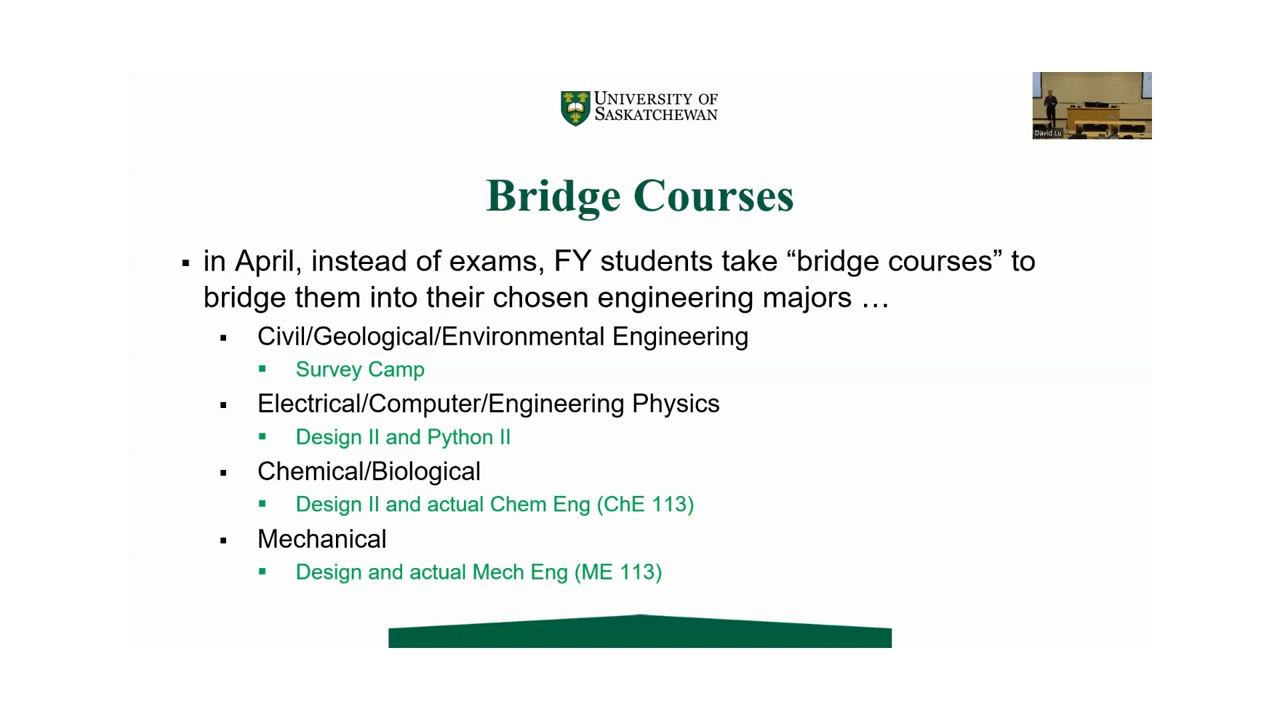 UNIVERSITY OF
SASKATCHEWAN
David Lu
Bridge Courses
▪ in April, instead of exams, FY students take “bridge courses” to
bridge them into their chosen engineering majors …
▪ Civil/Geological/Environmental Engineering
▪ Survey Camp
▪ Electrical/Computer/Engineering Physics
▪ Design II and Python II
▪ Chemical/Biological
▪ Design II and actual Chem Eng (ChE 113)
▪ Mechanical
▪ Design and actual Mech Eng (ME 113)